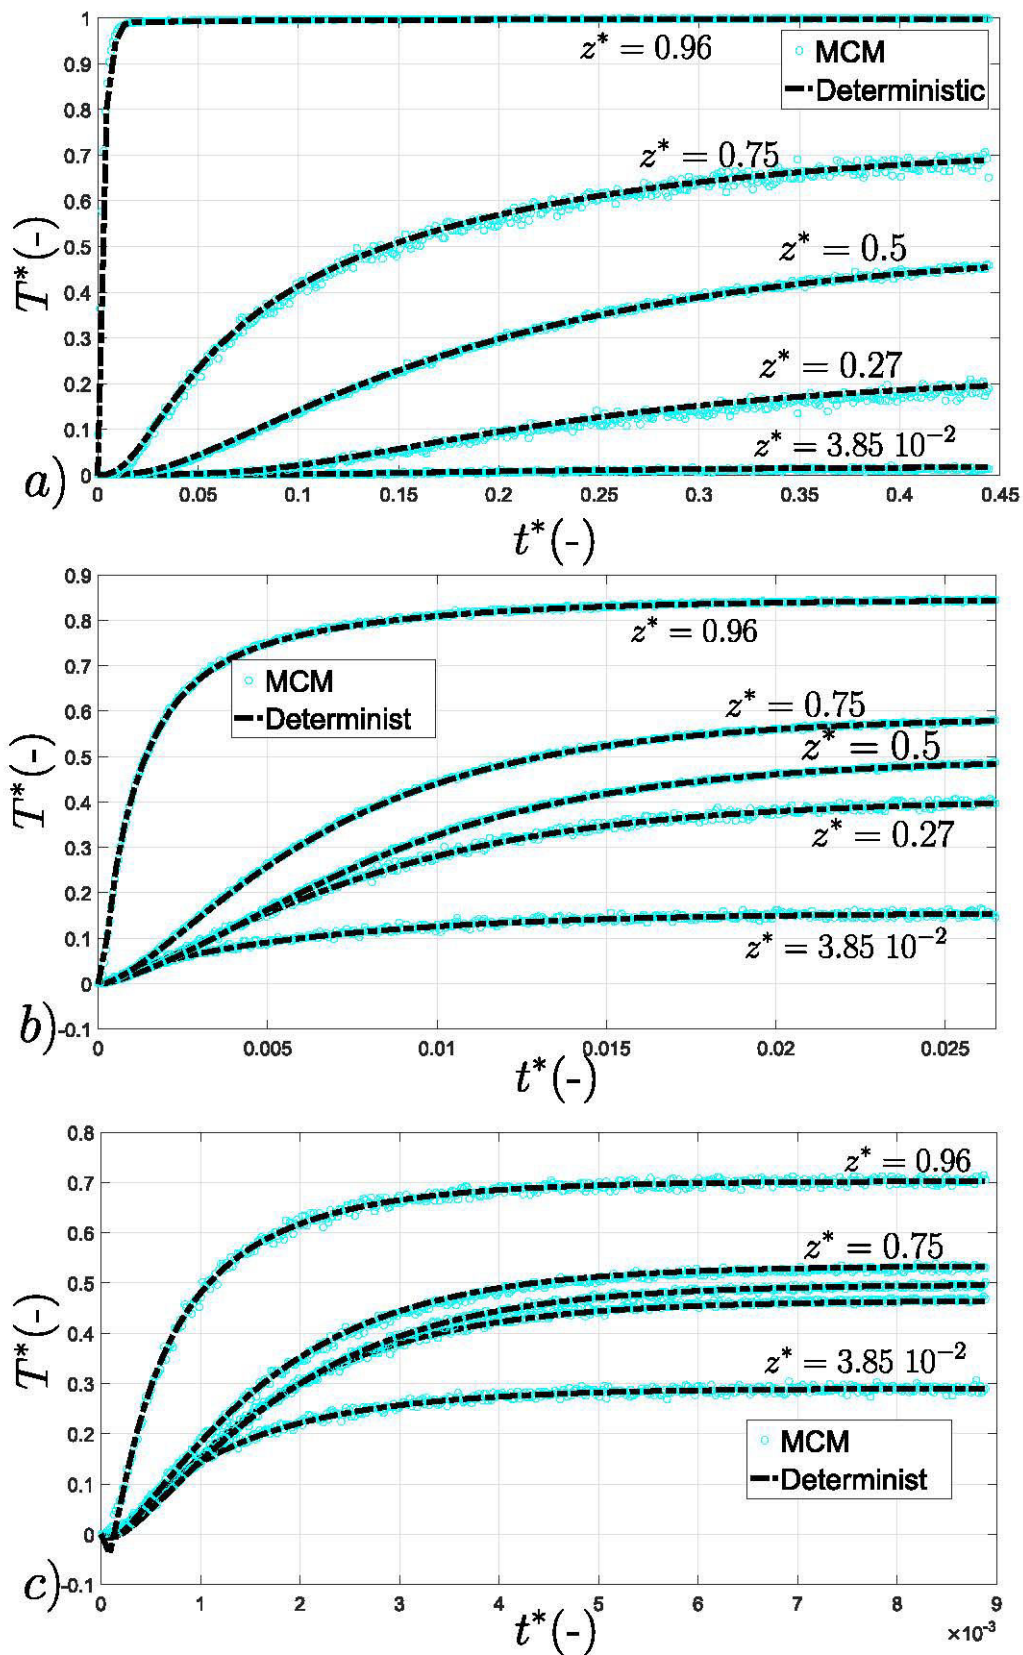 1
0.9
0.8
0.7
0.6
0.5
0.4
0.3
0.2
0.1
0
T*(-)
z* = 0.96
MCM
Deterministic
z* = 0.75
z* = 0.5
z* = 0.27
z* = 3.85 10⁻²
a)
0 0.05 0.1 0.15 0.2 0.25 0.3 0.35 0.4 0.45
t*(-)
0.9
0.8
0.7
0.6
0.5
0.4
0.3
0.2
0.1
0
-0.1
T*(-)
z* = 0.96
MCM
Determinist
z* = 0.75
z* = 0.5
z* = 0.27
z* = 3.85 10⁻²
b)
0 0.005 0.01 0.015 0.02 0.025
t*(-)
0.8
0.7
0.6
0.5
0.4
0.3
0.2
0.1
0
-0.1
T*(-)
z* = 0.96
z* = 0.75
z* = 3.85 10⁻²
MCM
Determinist
c)
0 1 2 3 4 5 6 7 8 9
×10⁻³
t*(-)